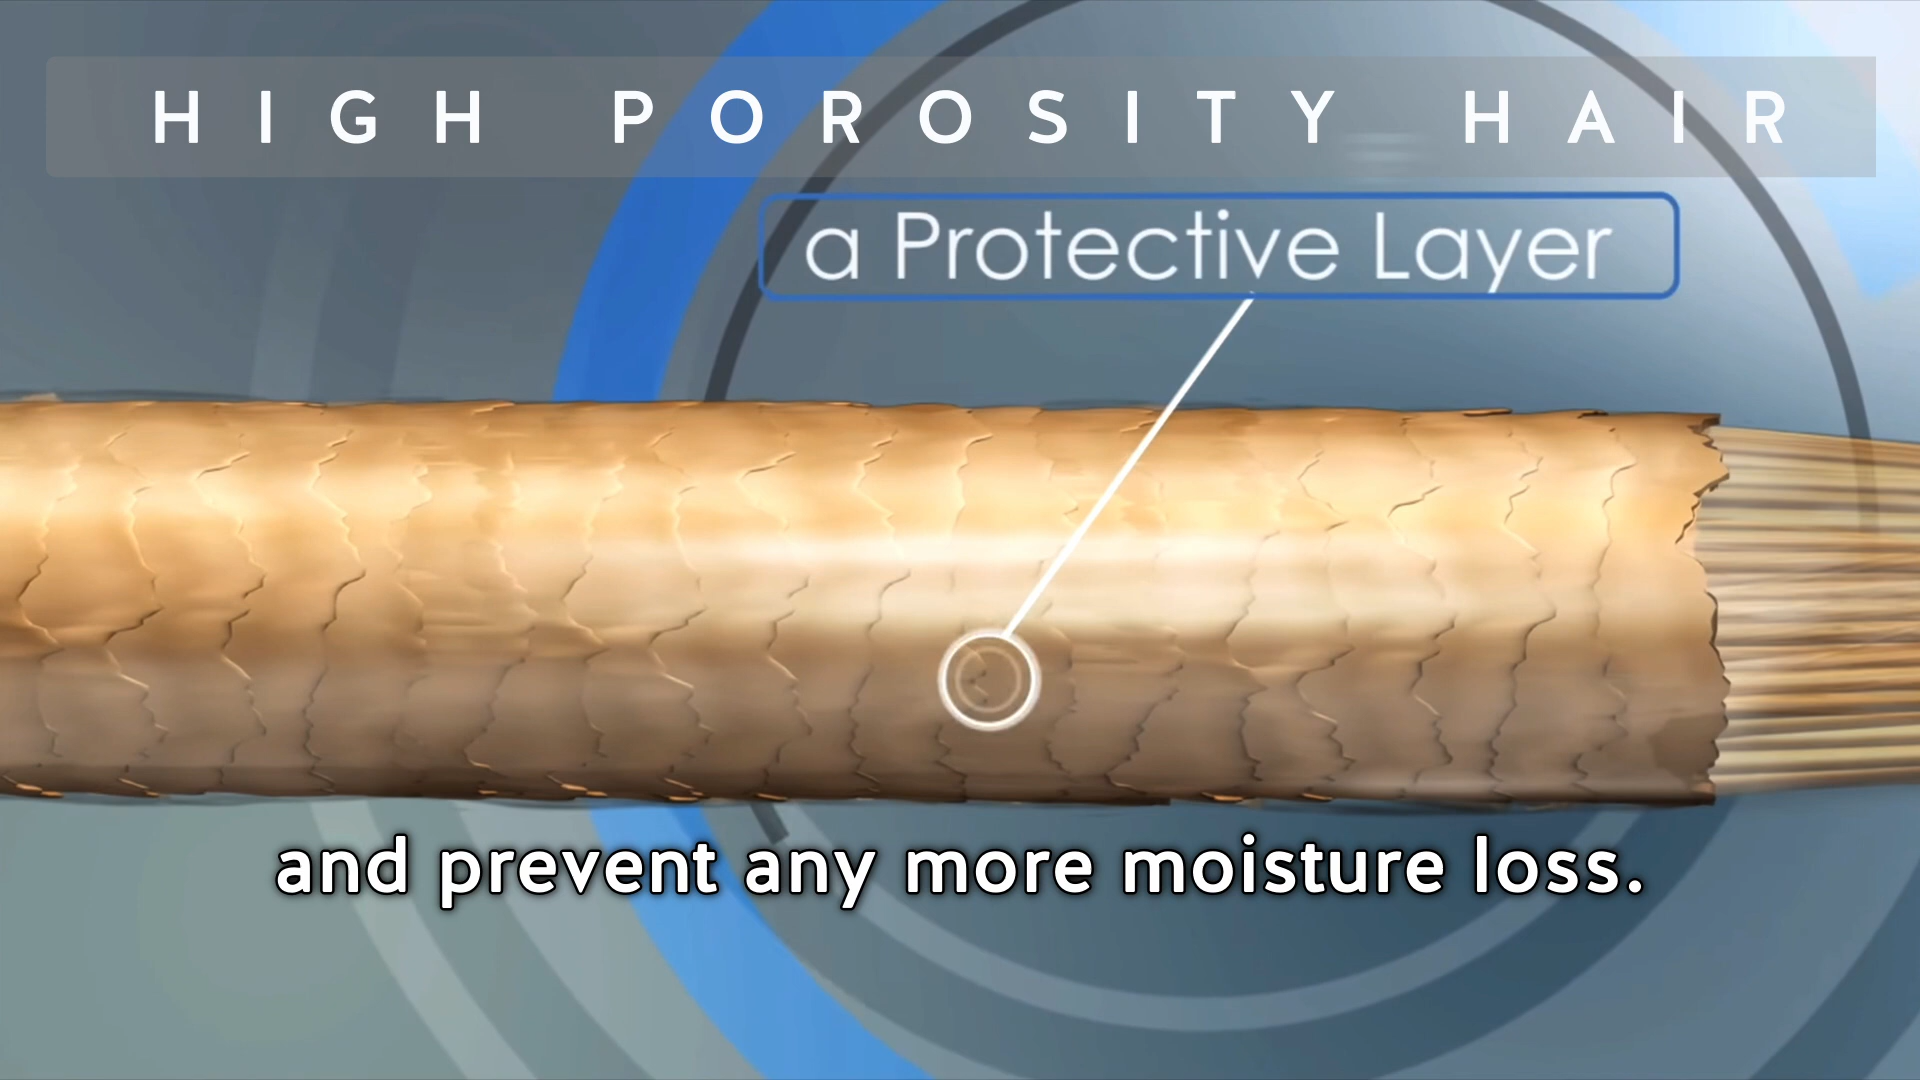 HIGH POROSITY HAIR
a Protective Layer
and prevent any more moisture loss.